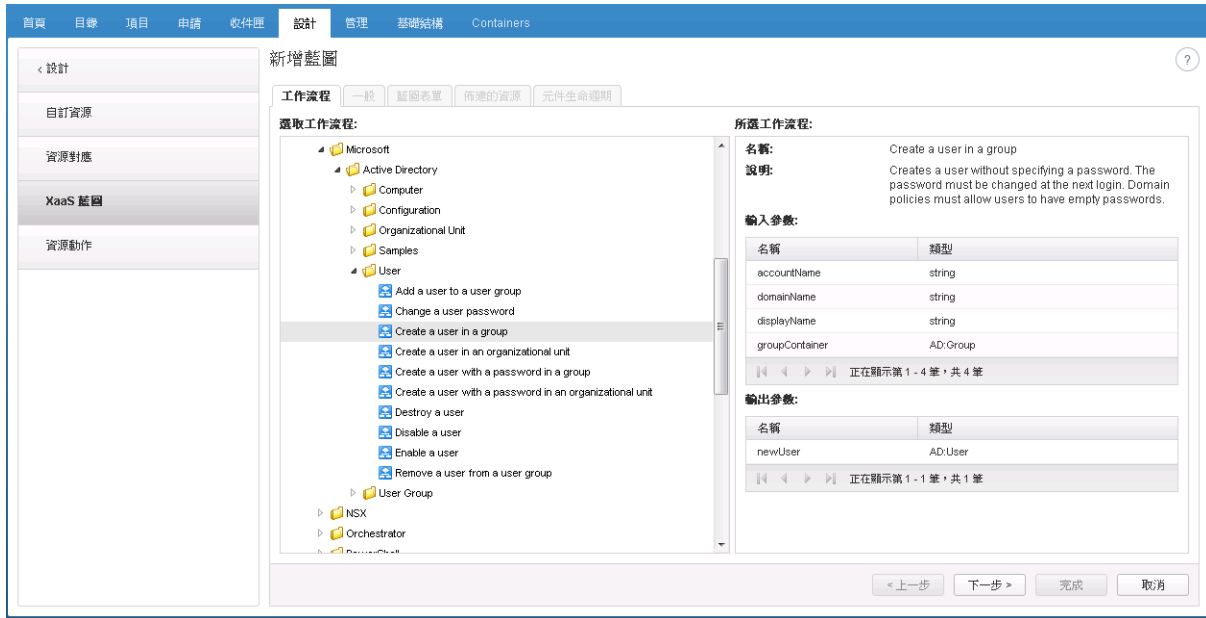 首頁 目錄 項目 申請 收件匣 設計 管理 基礎結構 Containers
< 設計
自訂資源
資源對應
XaaS 藍圖
資源動作
新增藍圖
?
工作流程 一般 藍圖表單 佈建的資源 元件生命週期
選取工作流程:
Microsoft
Active Directory
Computer
Configuration
Organizational Unit
Samples
User
Add a user to a user group
Change a user password
Create a user in a group
Create a user in an organizational unit
Create a user with a password in a group
Create a user with a password in an organizational unit
Destroy a user
Disable a user
Enable a user
Remove a user from a user group
User Group
NSX
Orchestrator
PowerShell
所選工作流程:
名稱: Create a user in a group
說明: Creates a user without specifying a password. The
password must be changed at the next login. Domain
policies must allow users to have empty passwords.
輸入參數:
名稱 類型
accountName string
domainName string
displayName string
groupContainer AD:Group
正在顯示第 1 - 4 筆，共 4 筆
輸出參數:
名稱 類型
newUser AD:User
正在顯示第 1 - 1 筆，共 1 筆
< 上一步 下一步 > 完成 取消